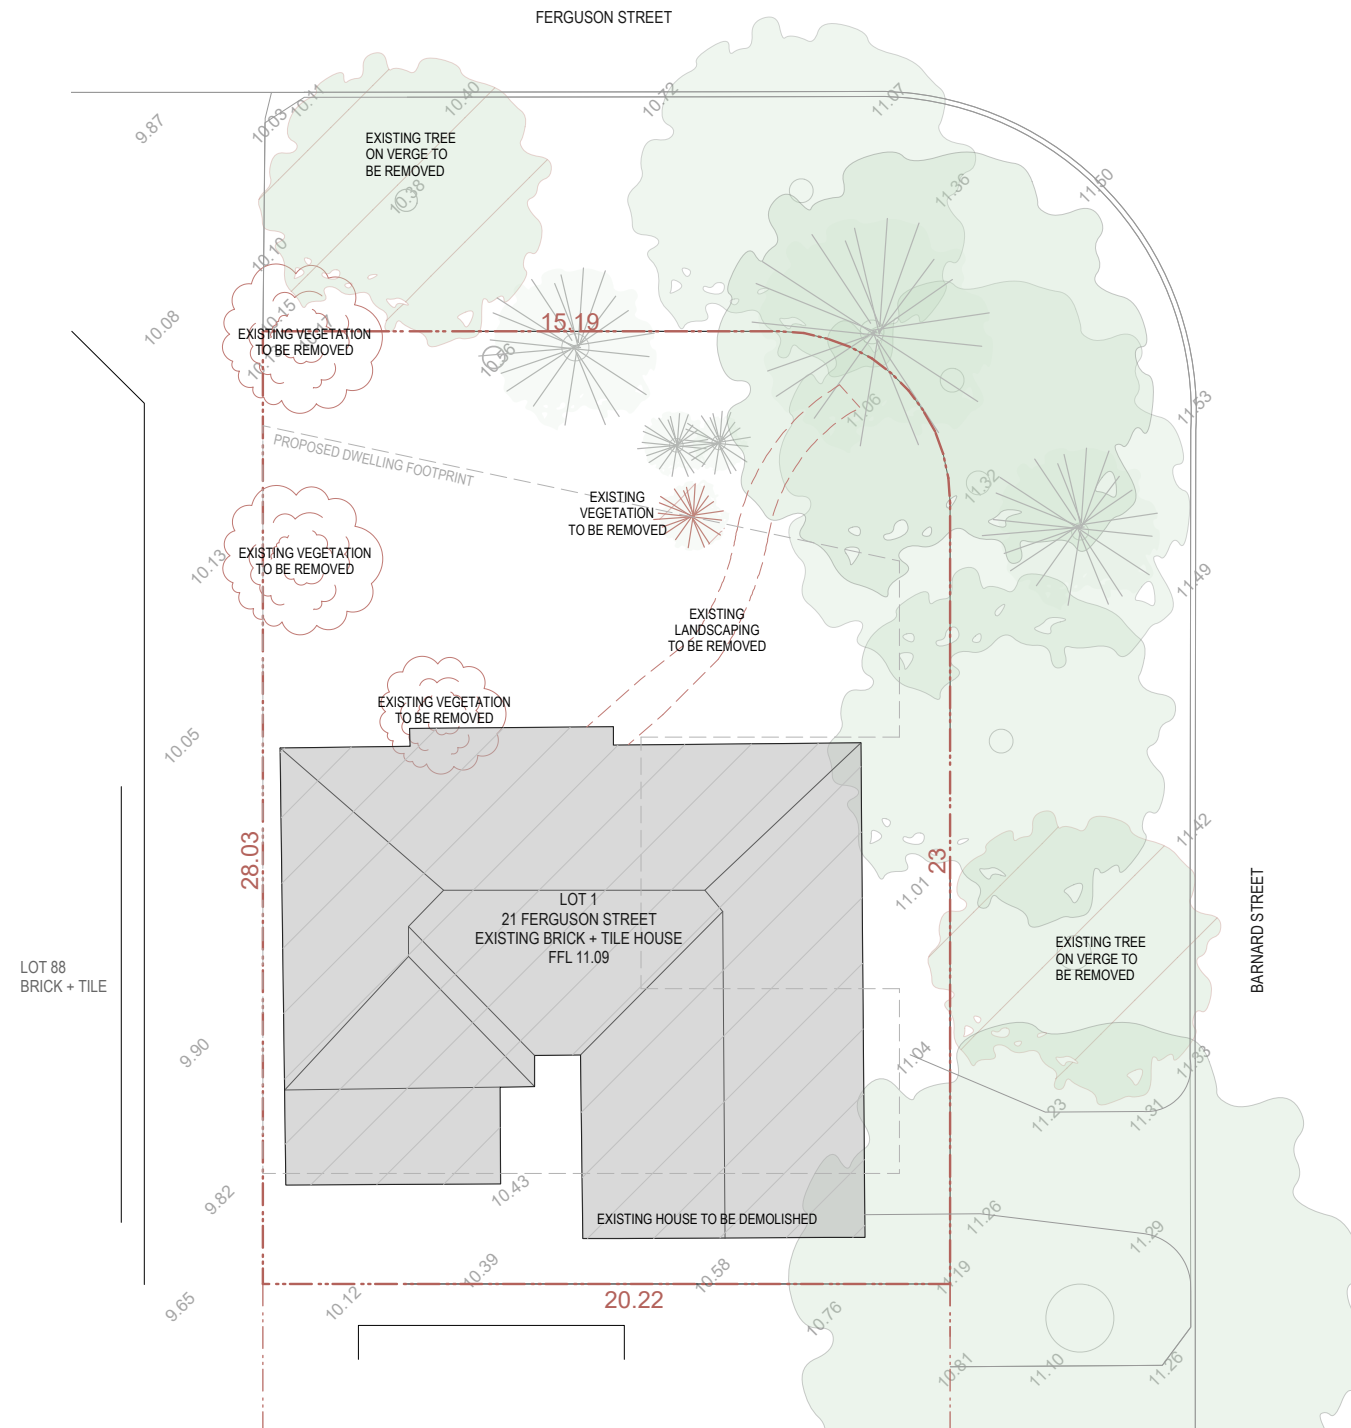 FERGUSON STREET
9.87
10.03
10.11
10.40
10.72
11.07
EXISTING TREE
ON VERGE TO
BE REMOVED
10.38
11.36
11.50
10.10
10.08
10.15
10.17
EXISTING VEGETATION
TO BE REMOVED
15.19
10.56
11.06
11.53
PROPOSED DWELLING FOOTPRINT
11.32
EXISTING
VEGETATION
TO BE REMOVED
10.13
EXISTING VEGETATION
TO BE REMOVED
11.49
EXISTING
LANDSCAPING
TO BE REMOVED
EXISTING VEGETATION
TO BE REMOVED
10.05
28.03
23
11.42
11.01
LOT 1
21 FERGUSON STREET
EXISTING BRICK + TILE HOUSE
FFL 11.09
EXISTING TREE
ON VERGE TO
BE REMOVED
BARNARD STREET
LOT 88
BRICK + TILE
9.90
11.04
11.33
11.23
11.31
9.82
10.43
EXISTING HOUSE TO BE DEMOLISHED
11.26
11.29
10.39
10.58
11.19
9.65
10.12
20.22
10.76
10.81
11.10
11.26